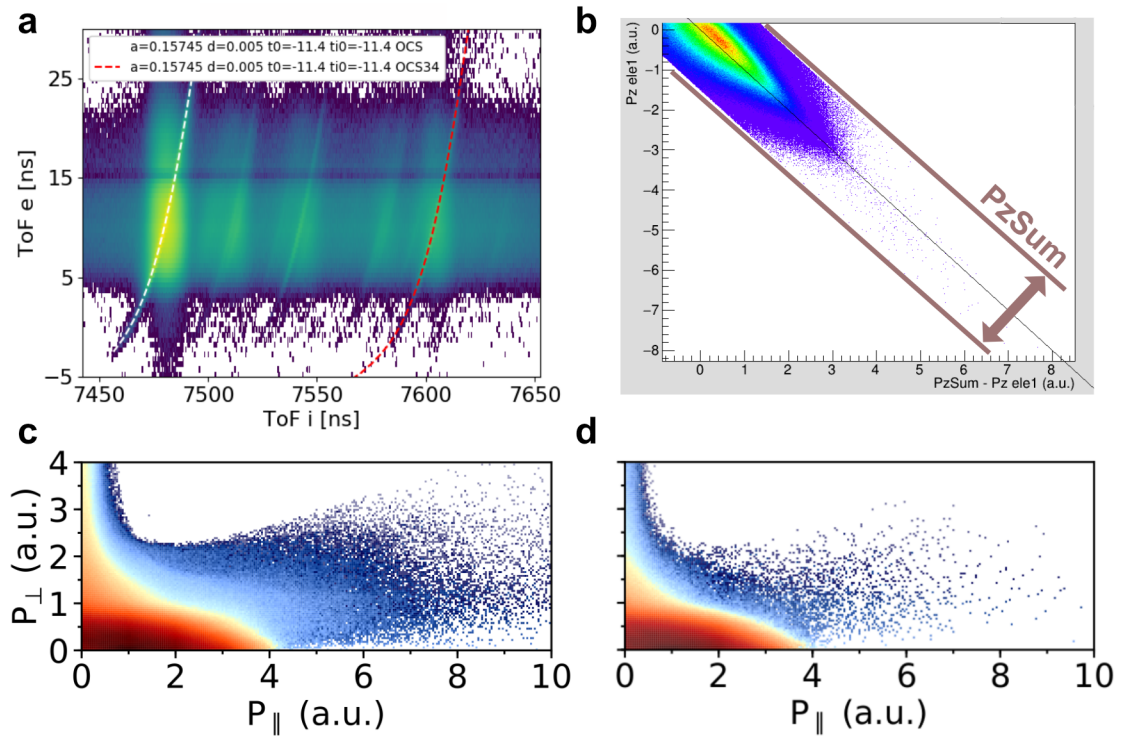 a
a=0.15745 d=0.005 t0=-11.4 ti0=-11.4 OCS
a=0.15745 d=0.005 t0=-11.4 ti0=-11.4 OCS34
25
15
5
−5
ToF e [ns]
7450 7500 7550 7600 7650
ToF i [ns]
b
Pz ele1 (a.u.)
0
−1
−2
−3
−4
−5
−6
−7
−8
0 1 2 3 4 5 6 7 8
PzSum - Pz ele1 (a.u.)
PzSum
c
4
3
2
1
0
P⊥ (a.u.)
0 2 4 6 8 10
P∥ (a.u.)
d
0 2 4 6 8 10
P∥ (a.u.)